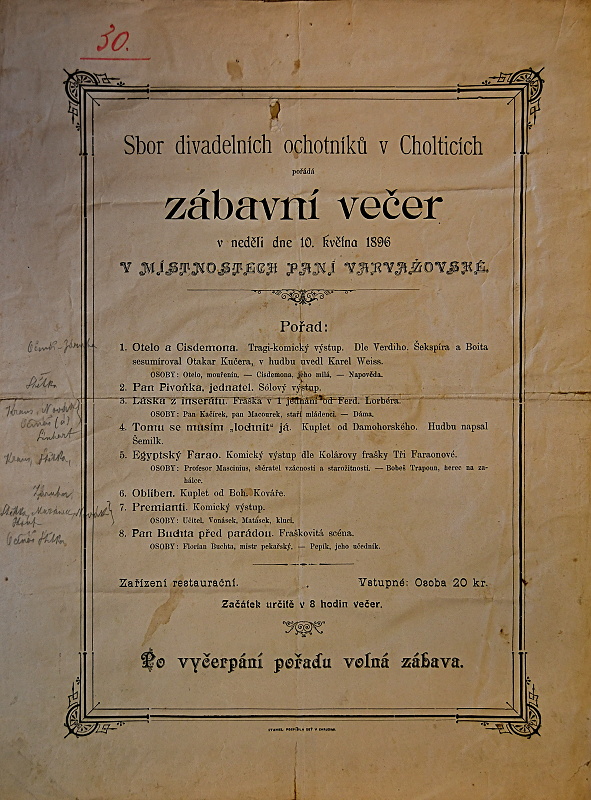 30.
Sbor divadelních ochotníků v Cholticích
pořádá
zábavní večer
v neděli dne 10. května 1896
V MÍSTNOSTECH PANÍ VARVAŽOVSKÉ.
Pořad:
1. Otelo a Cisdemona. Tragi-komický výstup. Dle Verdiho. Šekspíra a Boita
sesumíroval Otakar Kučera, v hudbu uvedl Karel Weiss.
OSOBY: Otelo, mouřenín. — Cisdemona, jeho milá, — Napověda.
2. Pan Pivoňka, jednatel. Sólový výstup.
3. Láska z inserátu. Fraška v 1 jednání od Ferd. Lorbéra.
OSOBY: Pan Kačírek, pan Macourek, staří mládenci. — Dáma.
4. Tomu se musím „lochnit“ já. Kuplet od Damohorského. Hudbu napsal
Šemík.
5. Egyptský Farao. Komický výstup dle Kolárovy frašky Tři Faraonové.
OSOBY: Profesor Mascinius, sběratel vzácností a starožitností. — Bobeš Trapoun, herec na za-
hálce.
6. Oblíben. Kuplet od Boh. Kováře.
7. Premianti. Komický výstup.
OSOBY: Učitel, Vonásek, Matásek, kluci.
8. Pan Buchta před parádou. Fraškovitá scéna.
OSOBY: Florian Buchta, mistr pekařský. — Pepík, jeho učedník.
Zařízení restaurační.
Vstupné: Osoba 20 kr.
Začátek určitě v 8 hodin večer.
Po vyčerpání pořadu volná zábava.